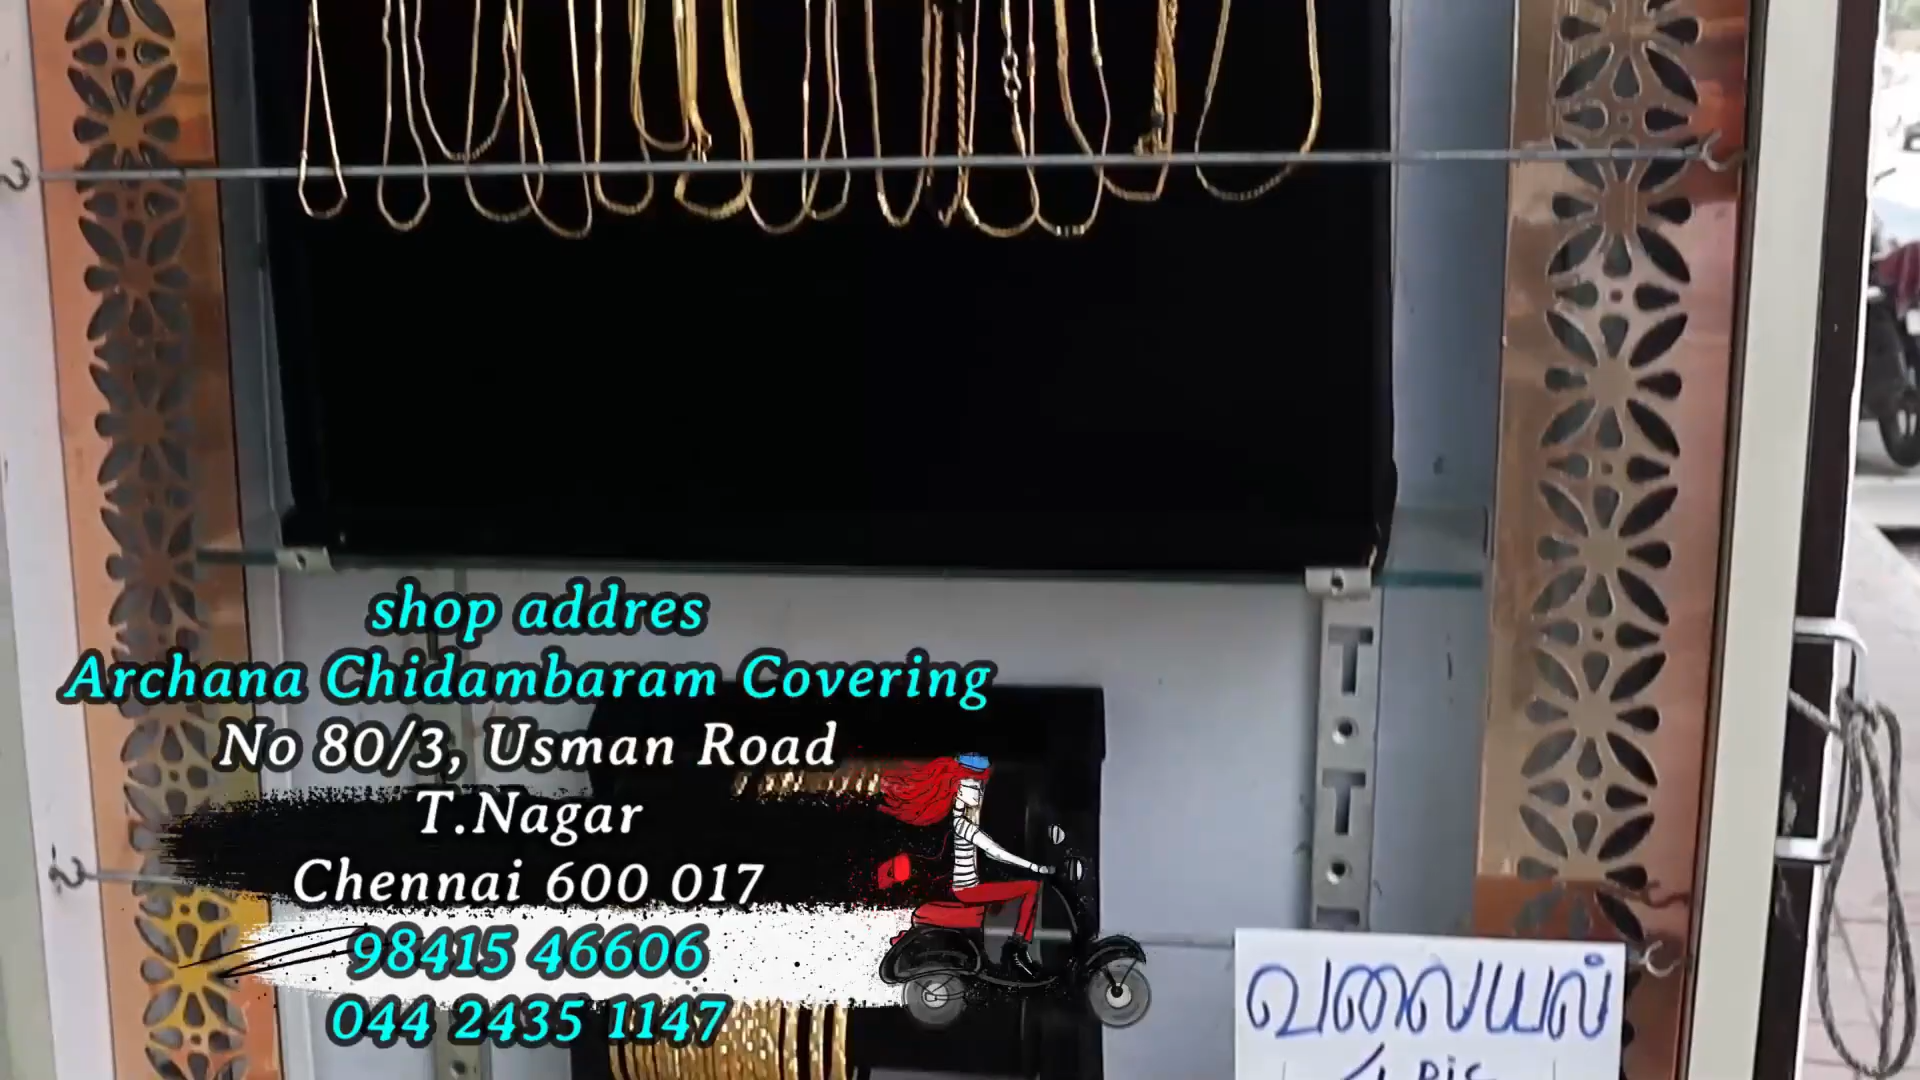 shop addres
Archana Chidambaram Covering
No 80/3, Usman Road
T.Nagar
Chennai 600 017
98415 46606
044 2435 1147
வலையல்